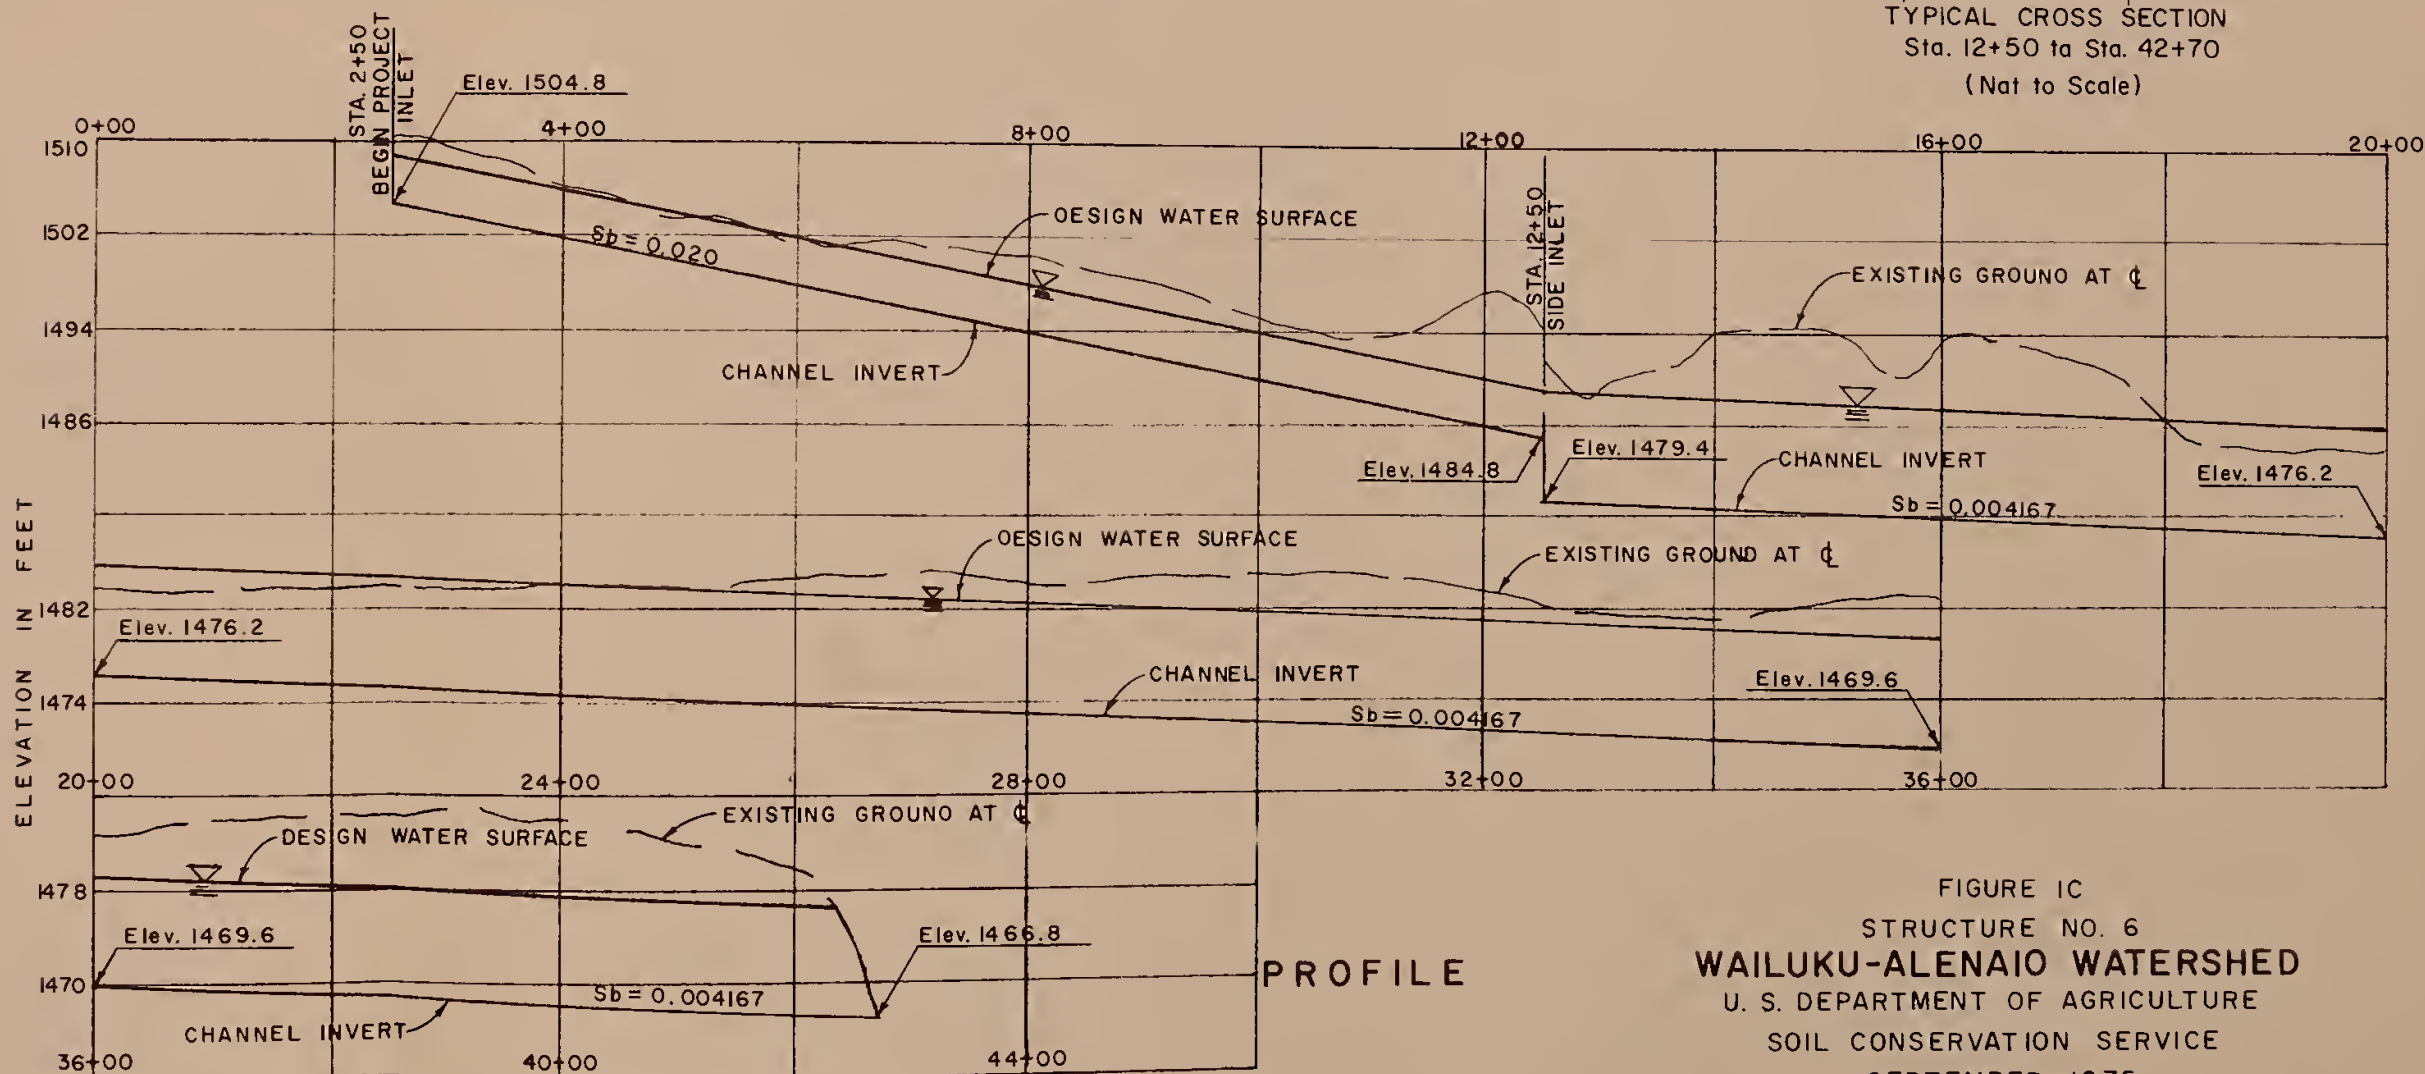 TYPICAL CROSS SECTION
Sta. 12+50 ta Sta. 42+70
(Nat to Scale)
STA. 2+50
BEGIN PROJECT
INLET
Elev. 1504.8
0+00
4+00
8+00
12+00
16+00
20+00
1510
1502
1494
1486
Sb = 0.020
OESIGN WATER SURFACE
CHANNEL INVERT
STA. 12+50
SIDE INLET
EXISTING GROUND AT ℄
Elev. 1484.8
Elev. 1479.4
CHANNEL INVERT
Sb = 0.004167
Elev. 1476.2
ELEVATION IN FEET
OESIGN WATER SURFACE
EXISTING GROUND AT ℄
1482
Elev. 1476.2
1474
CHANNEL INVERT
Sb = 0.004167
Elev. 1469.6
20+00
24+00
28+00
32+00
36+00
EXISTING GROUND AT ℄
DESIGN WATER SURFACE
1478
Elev. 1469.6
Elev. 1466.8
1470
Sb = 0.004167
CHANNEL INVERT
36+00
40+00
44+00
PROFILE
FIGURE 1C
STRUCTURE NO. 6
WAILUKU-ALENAIO WATERSHED
U. S. DEPARTMENT OF AGRICULTURE
SOIL CONSERVATION SERVICE